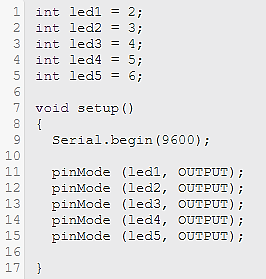 1 int led1 = 2;
2 int led2 = 3;
3 int led3 = 4;
4 int led4 = 5;
5 int led5 = 6;
6
7 void setup()
8 {
9   Serial.begin(9600);
10
11   pinMode (led1, OUTPUT);
12   pinMode (led2, OUTPUT);
13   pinMode (led3, OUTPUT);
14   pinMode (led4, OUTPUT);
15   pinMode (led5, OUTPUT);
16
17 }